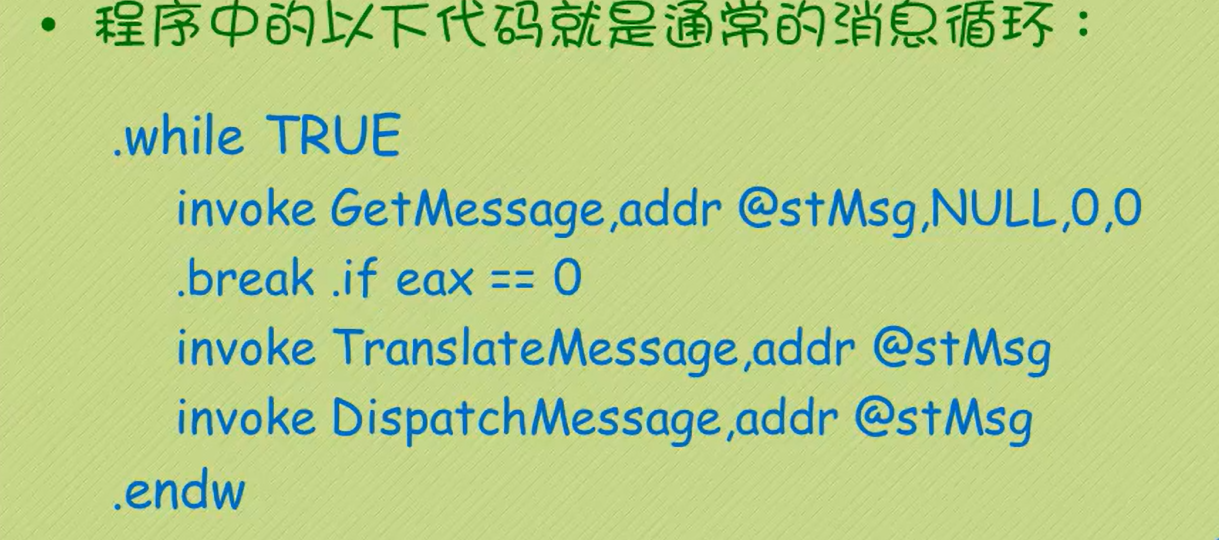 • 程序中的以下代码就是通常的消息循环：
.while TRUE
invoke GetMessage,addr @stMsg,NULL,0,0
.break .if eax == 0
invoke TranslateMessage,addr @stMsg
invoke DispatchMessage,addr @stMsg
.endw